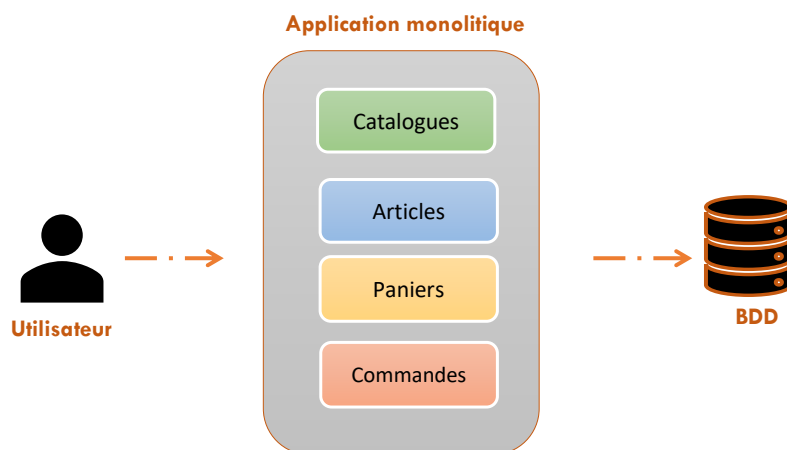 Application monolitique
Catalogues
Articles
Paniers
Commandes
Utilisateur
BDD